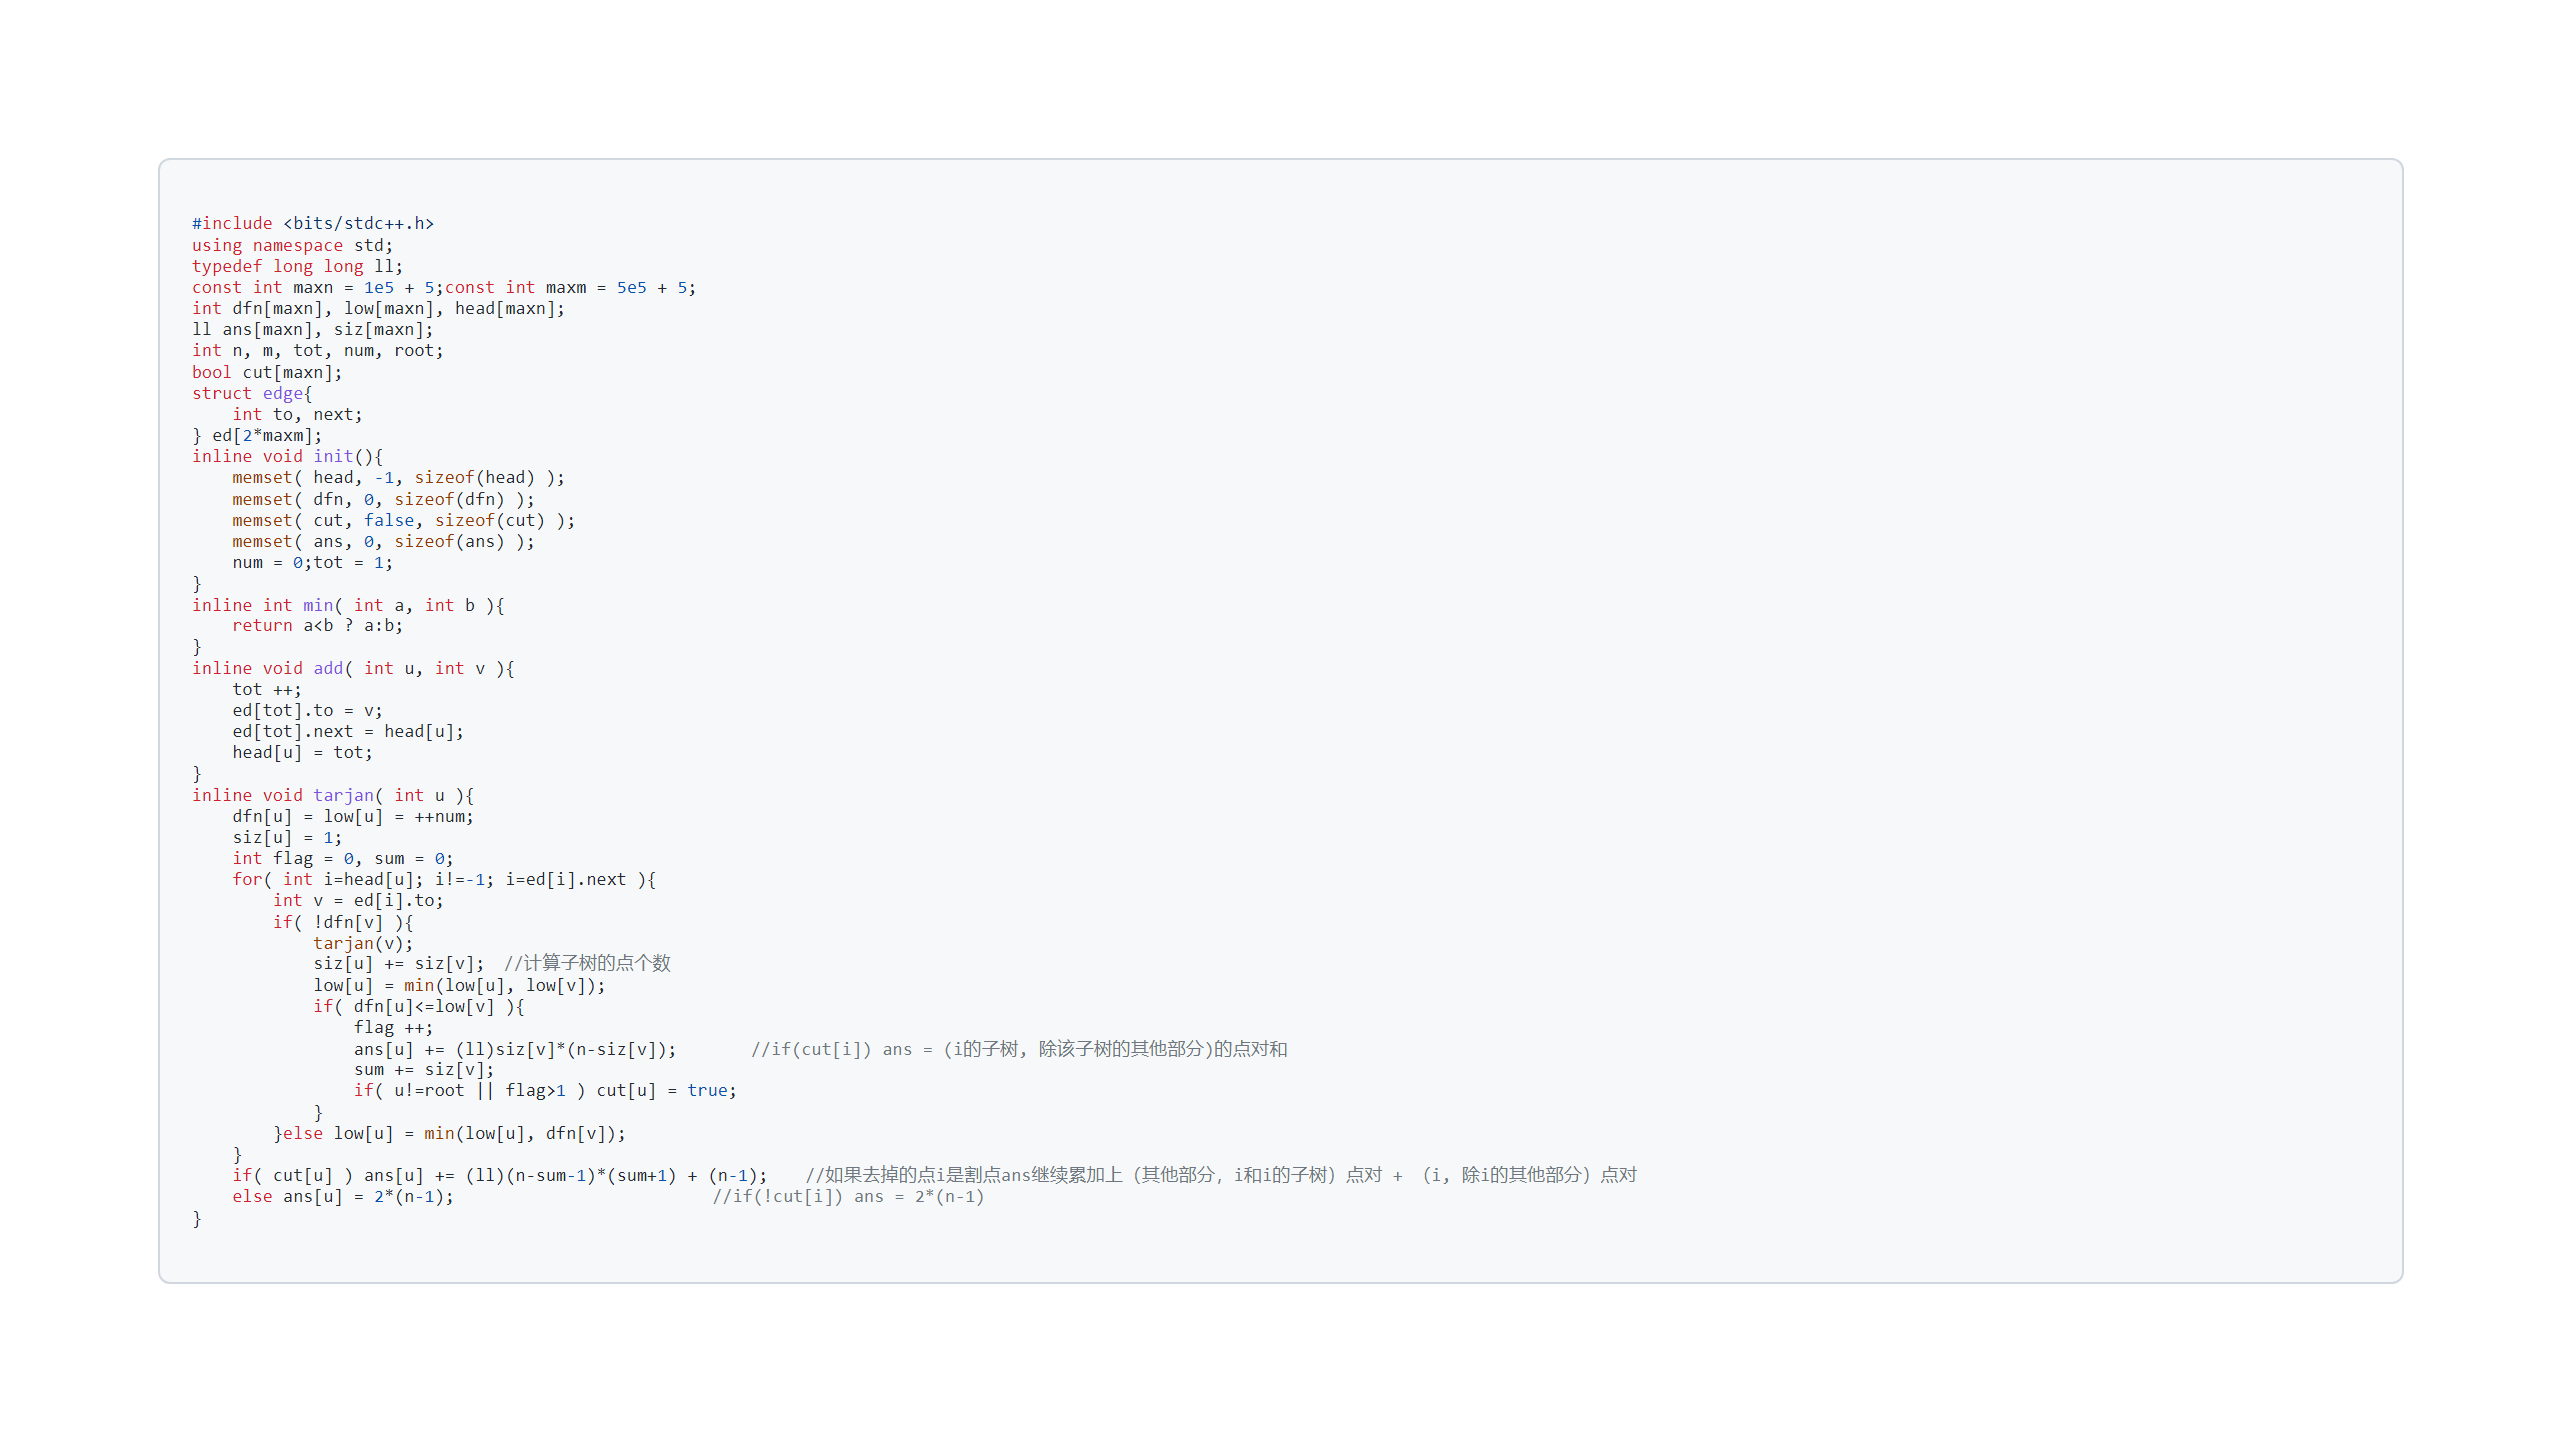 #include <bits/stdc++.h>
using namespace std;
typedef long long ll;
const int maxn = 1e5 + 5;const int maxm = 5e5 + 5;
int dfn[maxn], low[maxn], head[maxn];
ll ans[maxn], siz[maxn];
int n, m, tot, num, root;
bool cut[maxn];
struct edge{
    int to, next;
} ed[2*maxm];
inline void init(){
    memset( head, -1, sizeof(head) );
    memset( dfn, 0, sizeof(dfn) );
    memset( cut, false, sizeof(cut) );
    memset( ans, 0, sizeof(ans) );
    num = 0;tot = 1;
}
inline int min( int a, int b ){
    return a<b ? a:b;
}
inline void add( int u, int v ){
    tot ++;
    ed[tot].to = v;
    ed[tot].next = head[u];
    head[u] = tot;
}
inline void tarjan( int u ){
    dfn[u] = low[u] = ++num;
    siz[u] = 1;
    int flag = 0, sum = 0;
    for( int i=head[u]; i!=-1; i=ed[i].next ){
        int v = ed[i].to;
        if( !dfn[v] ){
            tarjan(v);
            siz[u] += siz[v];  //计算子树的点个数
            low[u] = min(low[u], low[v]);
            if( dfn[u]<=low[v] ){
                flag ++;
                ans[u] += (ll)siz[v]*(n-siz[v]);       //if(cut[i]) ans = (i的子树, 除该子树的其他部分)的点对和
                sum += siz[v];
                if( u!=root || flag>1 ) cut[u] = true;
            }
        }else low[u] = min(low[u], dfn[v]);
    }
    if( cut[u] ) ans[u] += (ll)(n-sum-1)*(sum+1) + (n-1);    //如果去掉的点i是割点ans继续累加上（其他部分, i和i的子树）点对 + （i, 除i的其他部分）点对
    else ans[u] = 2*(n-1);                          //if(!cut[i]) ans = 2*(n-1)
}